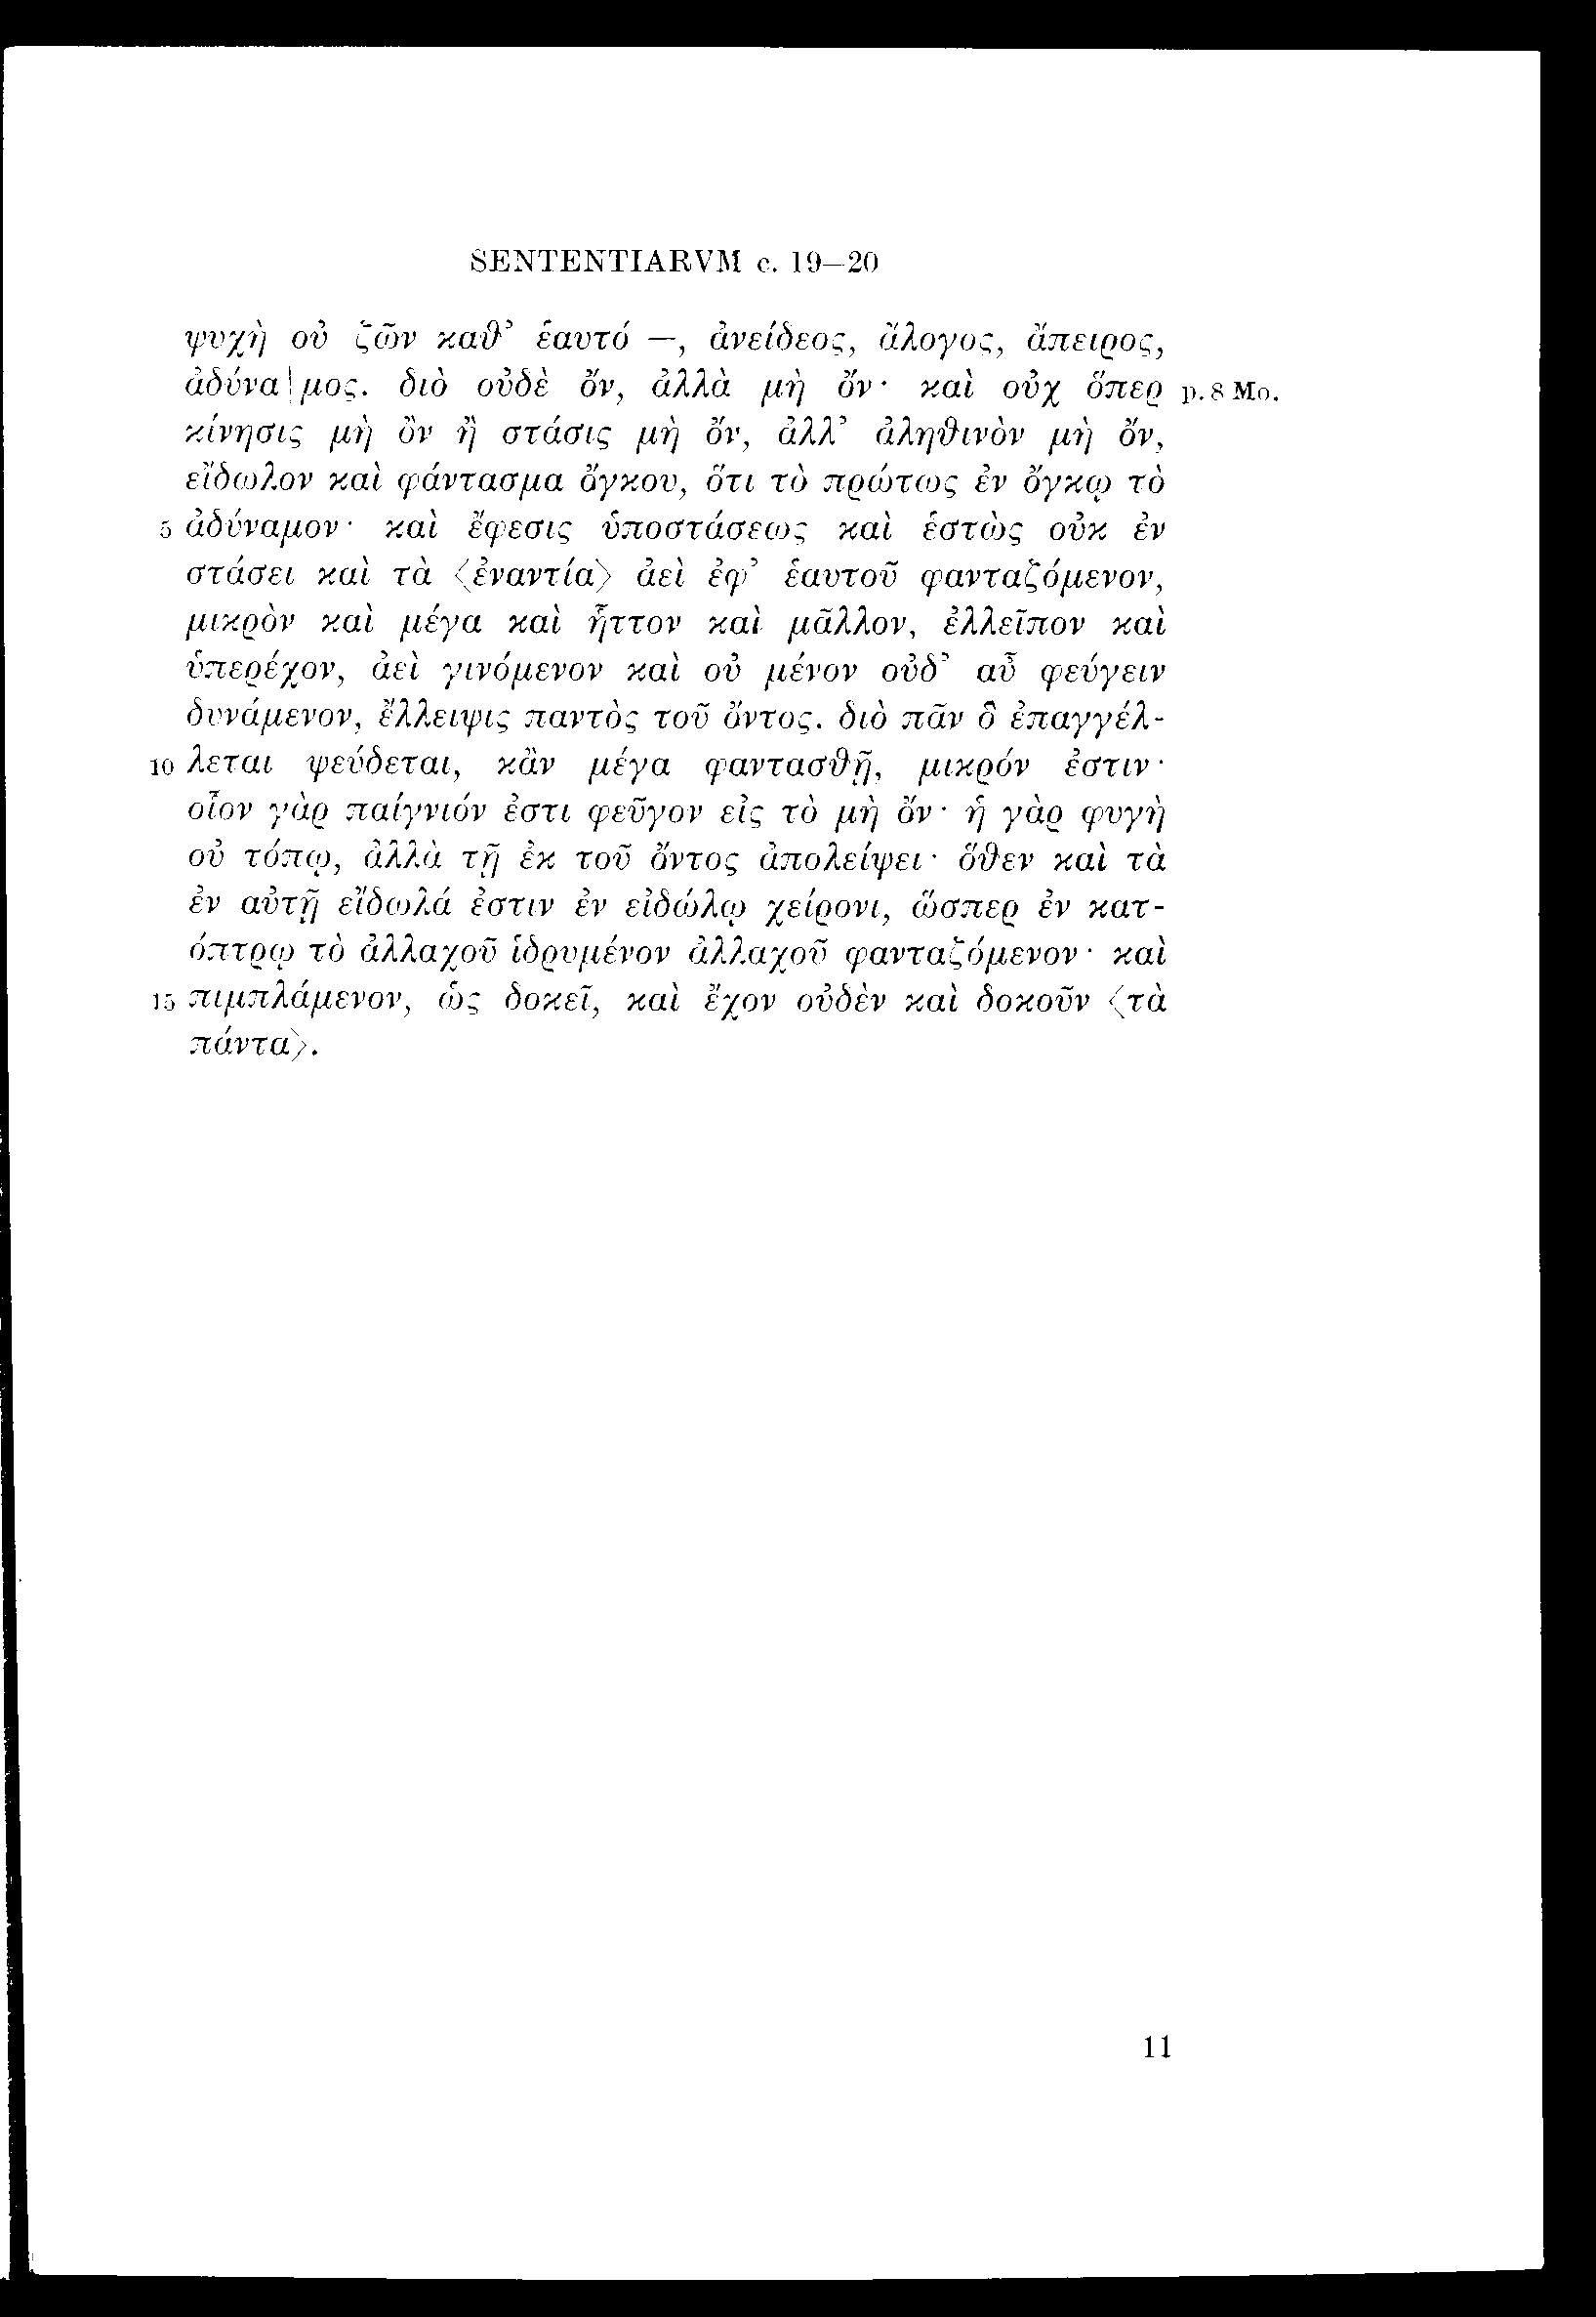 SENTENTIARVM c. 19–20
ψυχὴ οὐ ζῶν καθ’ ἑαυτό —, ἀνείδεος, ἄλογος, ἄπειρος,
ἀδύνα|μος. διὸ οὐδὲ ὄν, ἀλλὰ μὴ ὄν· καὶ οὐχ ὅπερ p. 8 Mo.
κίνησις μὴ ὂν ἢ στάσις μὴ ὄν, ἀλλ’ ἀληθινὸν μὴ ὄν,
εἴδωλον καὶ φάντασμα ὄγκου, ὅτι τὸ πρώτως ἐν ὄγκῳ τὸ
5 ἀδύναμον· καὶ ἔφεσις ὑποστάσεως καὶ ἑστὼς οὐκ ἐν
στάσει καὶ τὰ ⟨ἐναντία⟩ ἀεὶ ἐφ’ ἑαυτοῦ φανταζόμενον,
μικρὸν καὶ μέγα καὶ ἧττον καὶ μᾶλλον, ἐλλεῖπον καὶ
ὑπερέχον, ἀεὶ γινόμενον καὶ οὐ μένον οὐδ’ αὖ φεύγειν
δυνάμενον, ἔλλειψις παντὸς τοῦ ὄντος. διὸ πᾶν ὃ ἐπαγγέλ-
10 λεται ψεύδεται, κἂν μέγα φαντασθῇ, μικρόν ἐστιν·
οἷον γὰρ παίγνιόν ἐστι φεῦγον εἰς τὸ μὴ ὄν· ἡ γὰρ φυγὴ
οὐ τόπῳ, ἀλλὰ τῇ ἐκ τοῦ ὄντος ἀπολείψει· ὅθεν καὶ τὰ
ἐν αὐτῇ εἴδωλά ἐστιν ἐν εἰδώλῳ χείρονι, ὥσπερ ἐν κατ-
όπτρῳ τὸ ἀλλαχοῦ ἱδρυμένον ἀλλαχοῦ φανταζόμενον· καὶ
15 πιμπλάμενον, ὡς δοκεῖ, καὶ ἔχον οὐδὲν καὶ δοκοῦν ⟨τὰ
πάντα⟩.
11